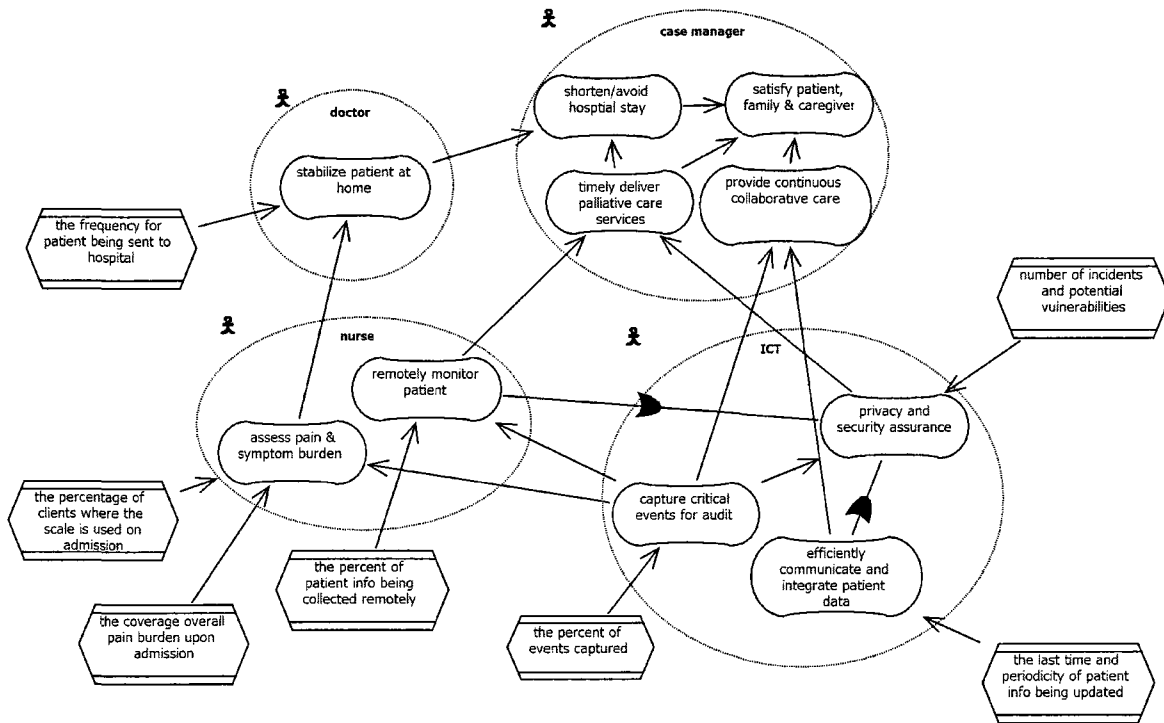 case manager
shorten/avoid
hosptial stay
satisfy patient,
family & caregiver
doctor
stabilize patient at
home
timely deliver
palliative care
services
provide continuous
collaborative care
the frequency for
patient being sent to
hospital
number of incidents
and potential
vuinerabilities
nurse
ICT
remotely monitor
patient
privacy and
security assurance
assess pain &
symptom burden
capture critical
events for audit
the percentage of
clients where the
scale is used on
admission
efficiently
communicate and
integrate patient
data
the percent of
patient info being
collected remotely
the coverage overall
pain burden upon
admission
the percent of
events captured
the last time and
periodicity of patient
info being updated